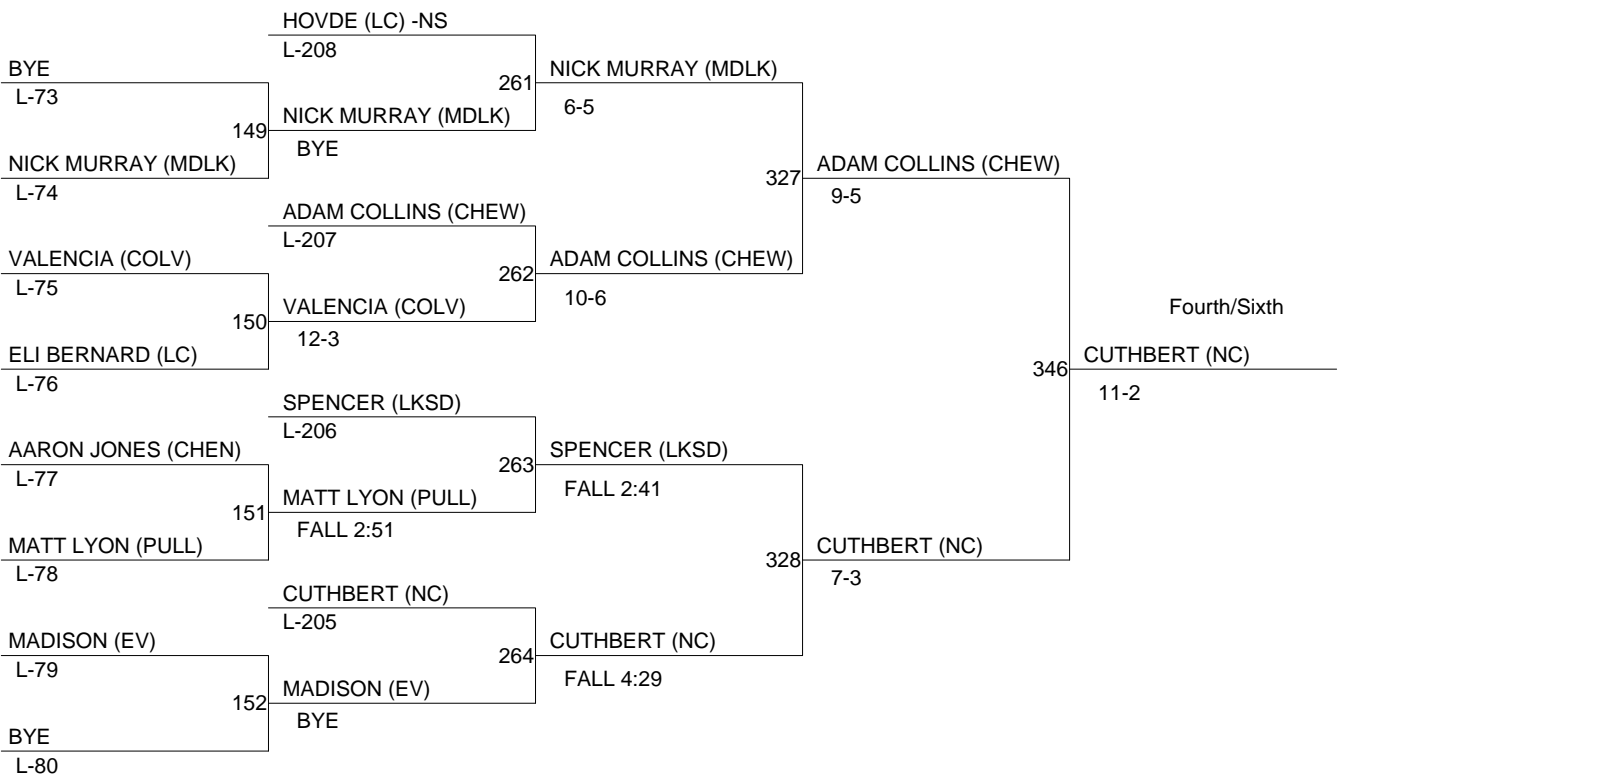 HOVDE (LC) -NS
L-208
BYE
L-73
261
NICK MURRAY (MDLK)
6-5
149
NICK MURRAY (MDLK)
BYE
NICK MURRAY (MDLK)
L-74
327
ADAM COLLINS (CHEW)
9-5
ADAM COLLINS (CHEW)
L-207
VALENCIA (COLV)
L-75
262
ADAM COLLINS (CHEW)
10-6
150
VALENCIA (COLV)
12-3
Fourth/Sixth
ELI BERNARD (LC)
L-76
346
CUTHBERT (NC)
11-2
SPENCER (LKSD)
L-206
AARON JONES (CHEN)
L-77
263
SPENCER (LKSD)
FALL 2:41
151
MATT LYON (PULL)
FALL 2:51
MATT LYON (PULL)
L-78
328
CUTHBERT (NC)
7-3
CUTHBERT (NC)
L-205
MADISON (EV)
L-79
264
CUTHBERT (NC)
FALL 4:29
152
MADISON (EV)
BYE
BYE
L-80